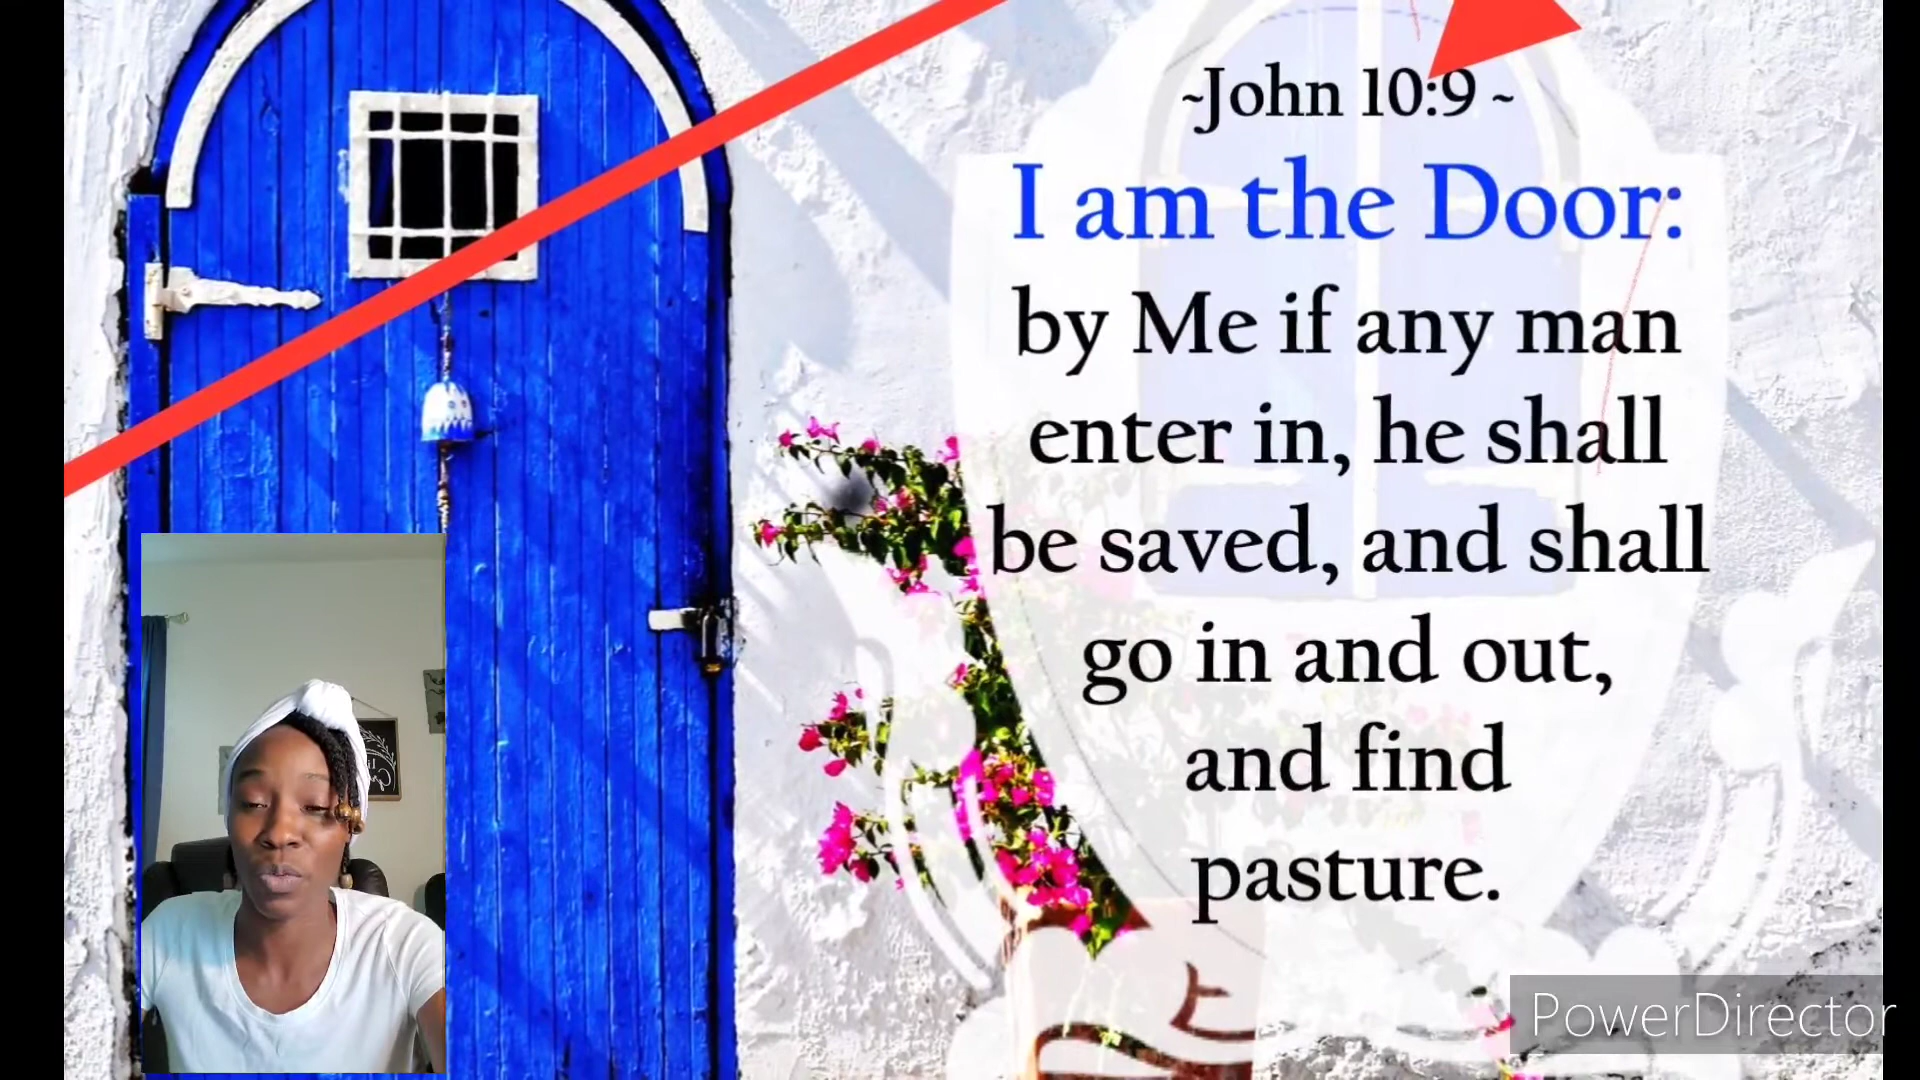 ~John 10:9 ~
I am the Door:
by Me if any man
enter in, he shall
be saved, and shall
go in and out,
and find
pasture.
PowerDirector